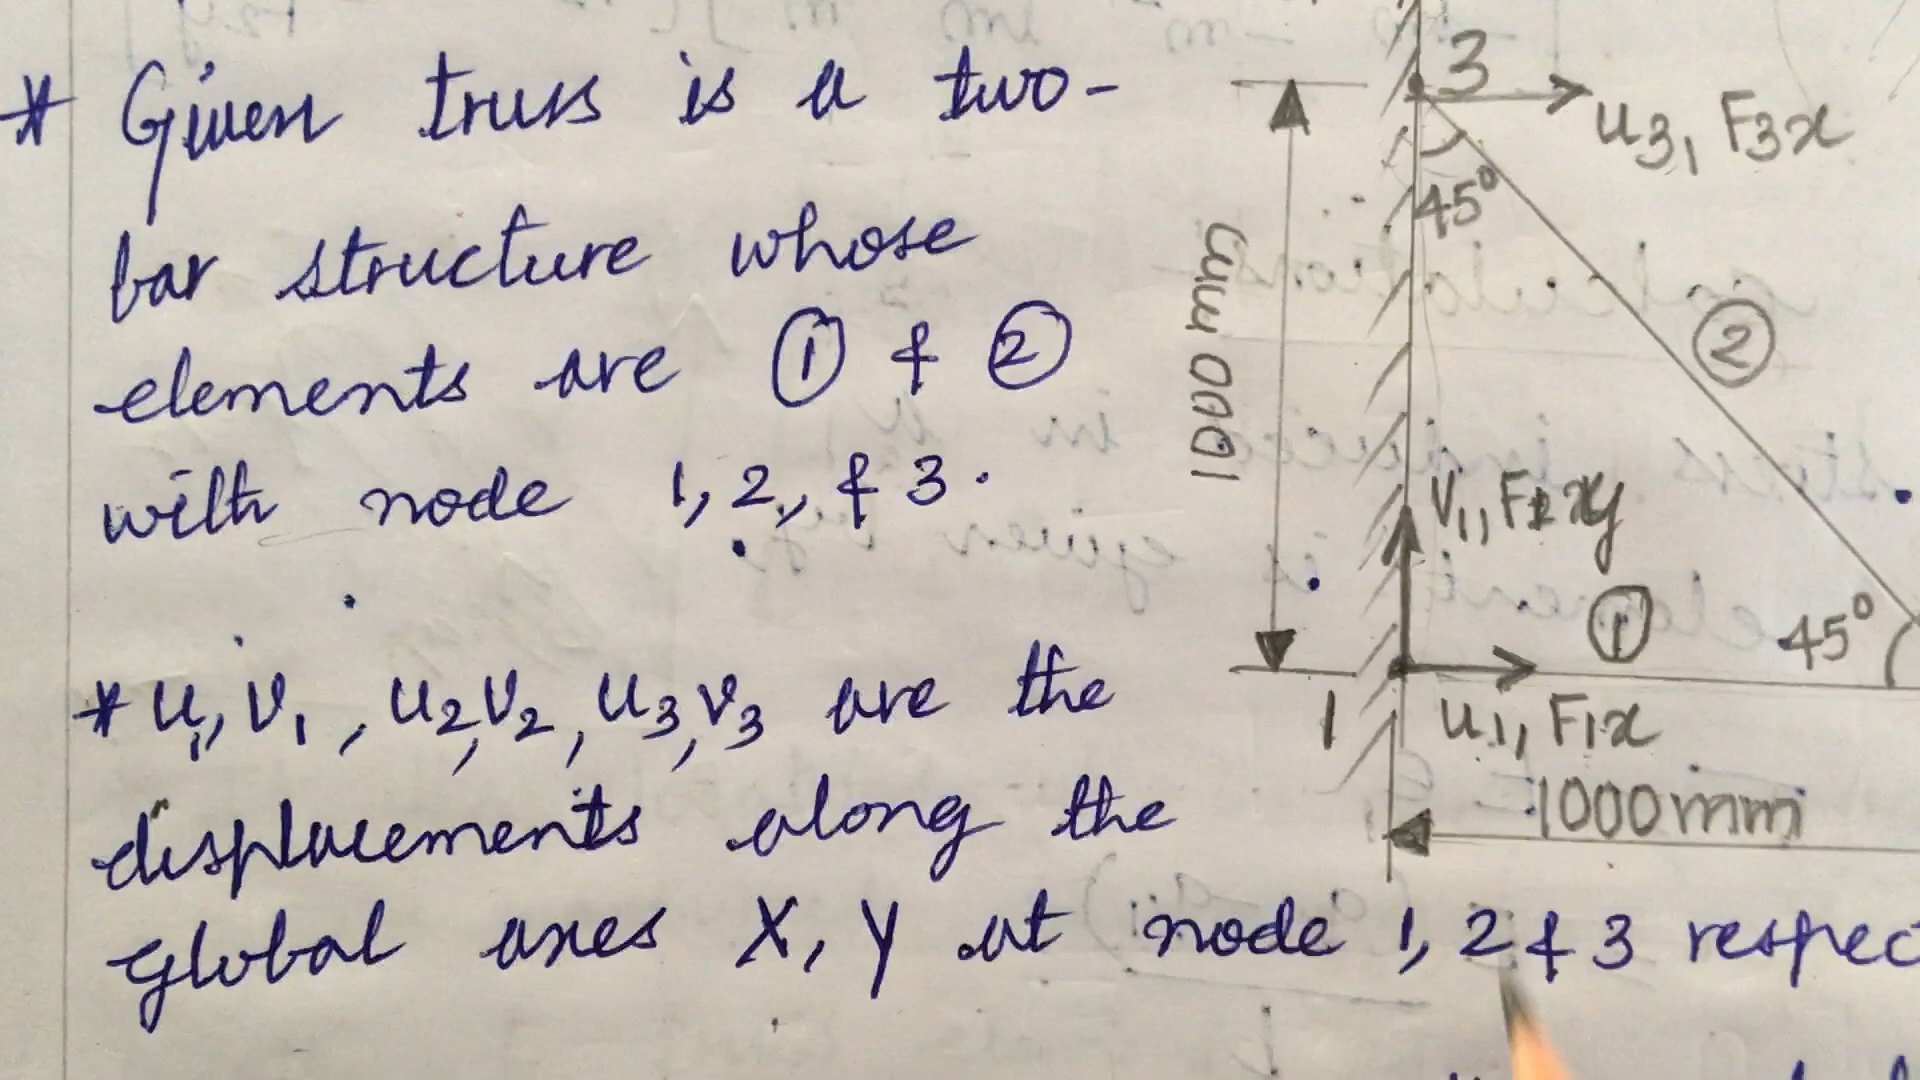 * Given truss is a two-
bar structure whose
elements are ① & ②
with node 1, 2, & 3.
* u1, v1, u2, v2, u3, v3 are the
displacements along the
global axes X, Y at node 1, 2 & 3 respec
3
u3, F3x
45°
1000 mm
②
v1, F1y
①
45°
1
u1, F1x
1000mm